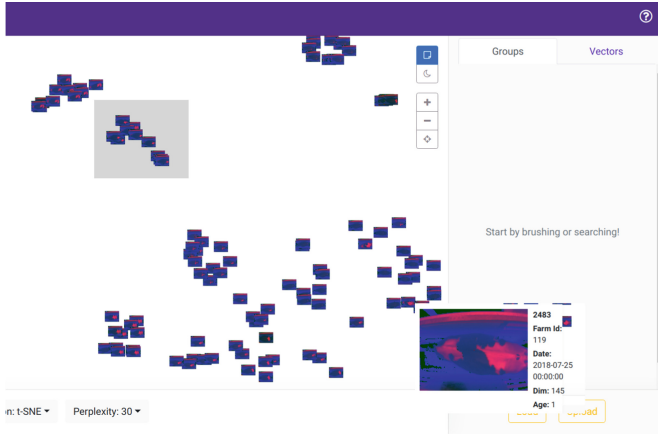 Groups
Vectors
Start by brushing or searching!
2483
Farm Id:
119
Date:
2018-07-25
00:00:00
Dim: 145
Age: 1
n: t-SNE
Perplexity: 30